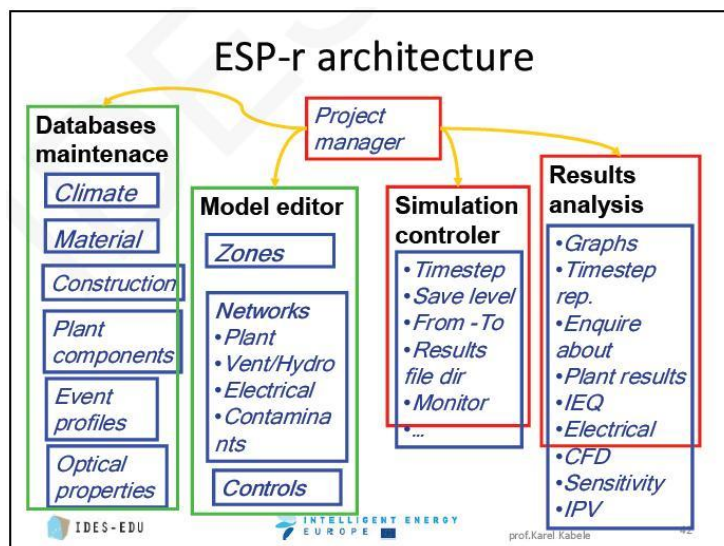 ESP-r architecture
Project
manager
Databases
maintenace
Climate
Material
Construction
Plant
components
Event
profiles
Optical
properties
Model editor
Zones
Networks
•Plant
•Vent/Hydro
•Electrical
•Contamina
nts
Controls
Simulation
controler
•Timestep
•Save level
•From -To
•Results
file dir
•Monitor
•...
Results
analysis
•Graphs
•Timestep
rep.
•Enquire
about
•Plant results
•IEQ
•Electrical
•CFD
•Sensitivity
•IPV
IDES-EDU
INTELLIGENT ENERGY
EUROPE
prof.Karel Kabele
42